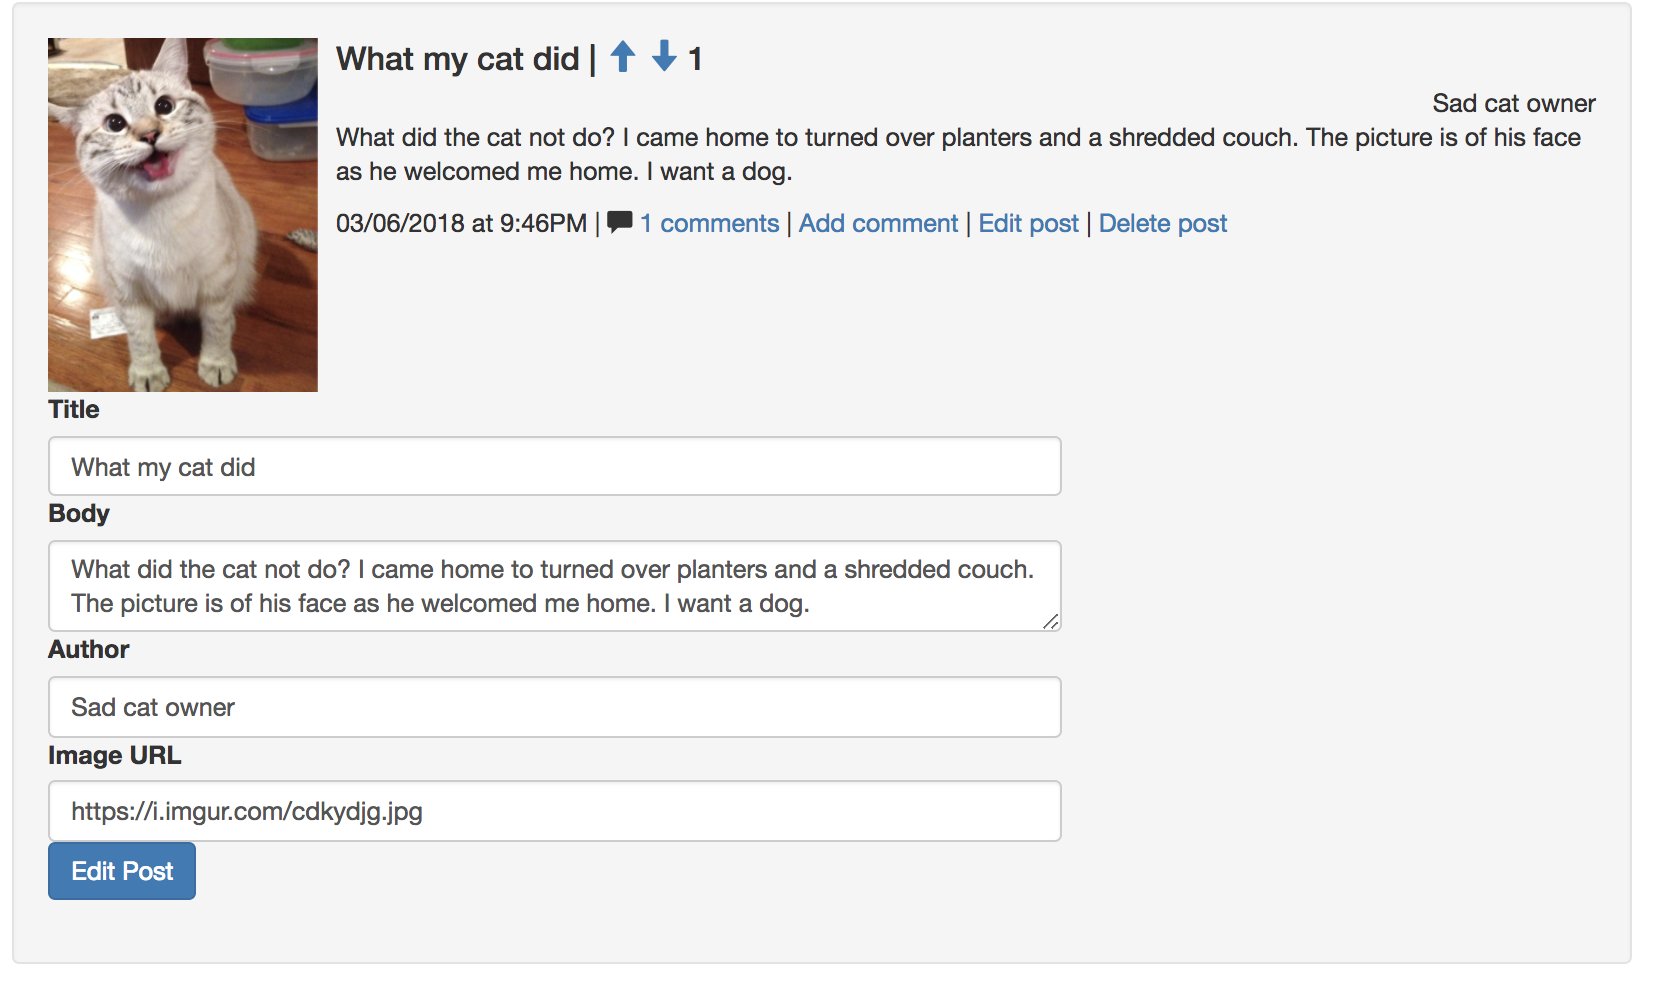 What my cat did | 1
Sad cat owner
What did the cat not do? I came home to turned over planters and a shredded couch. The picture is of his face
as he welcomed me home. I want a dog.
03/06/2018 at 9:46PM | 1 comments | Add comment | Edit post | Delete post
Title
What my cat did
Body
What did the cat not do? I came home to turned over planters and a shredded couch.
The picture is of his face as he welcomed me home. I want a dog.
Author
Sad cat owner
Image URL
https://i.imgur.com/cdkydjg.jpg
Edit Post